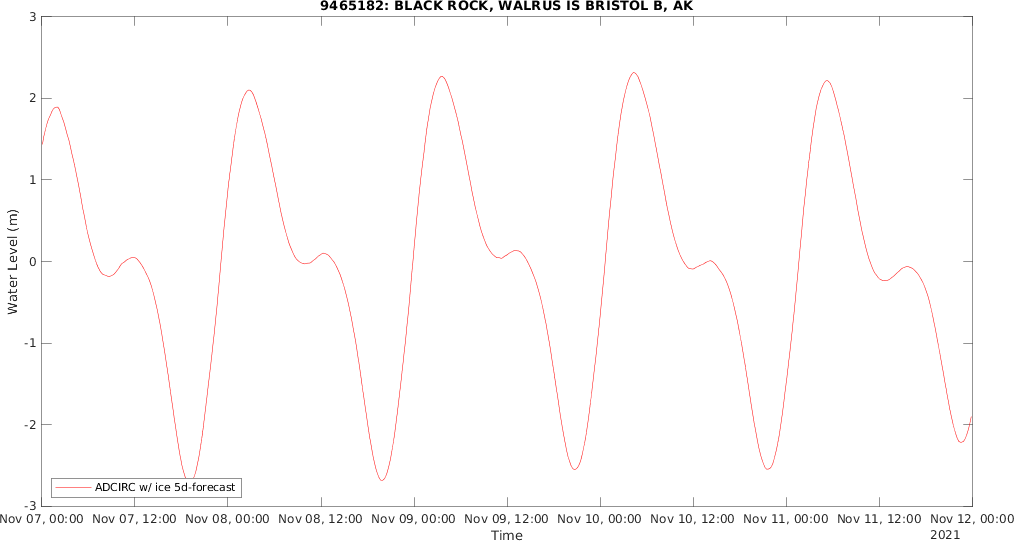 9465182: BLACK ROCK, WALRUS IS BRISTOL B, AK
3
2
1
0
-1
-2
-3
Water Level (m)
ADCIRC w/ ice 5d-forecast
Nov 07, 00:00 Nov 07, 12:00 Nov 08, 00:00 Nov 08, 12:00 Nov 09, 00:00 Nov 09, 12:00 Nov 10, 00:00 Nov 10, 12:00 Nov 11, 00:00 Nov 11, 12:00 Nov 12, 00:00
Time
2021